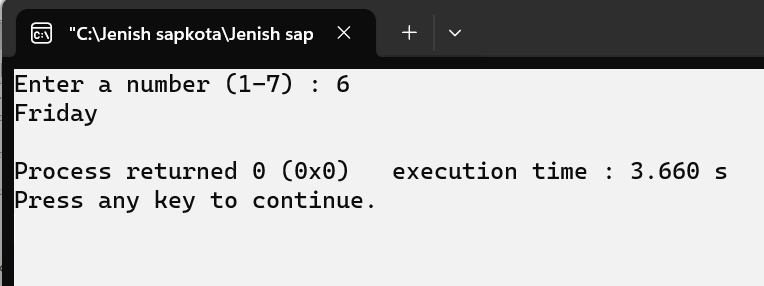 "C:\Jenish sapkota\Jenish sap
Enter a number (1-7) : 6
Friday
Process returned 0 (0x0)   execution time : 3.660 s
Press any key to continue.